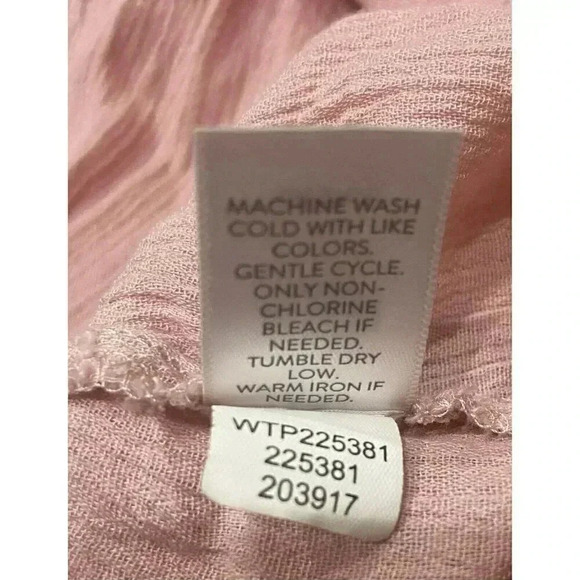 MACHINE WASH
COLD WITH LIKE
COLORS.
GENTLE CYCLE.
ONLY NON-
CHLORINE
BLEACH IF
NEEDED.
TUMBLE DRY
LOW.
WARM IRON IF
NEEDED.
WTP225381
225381
203917